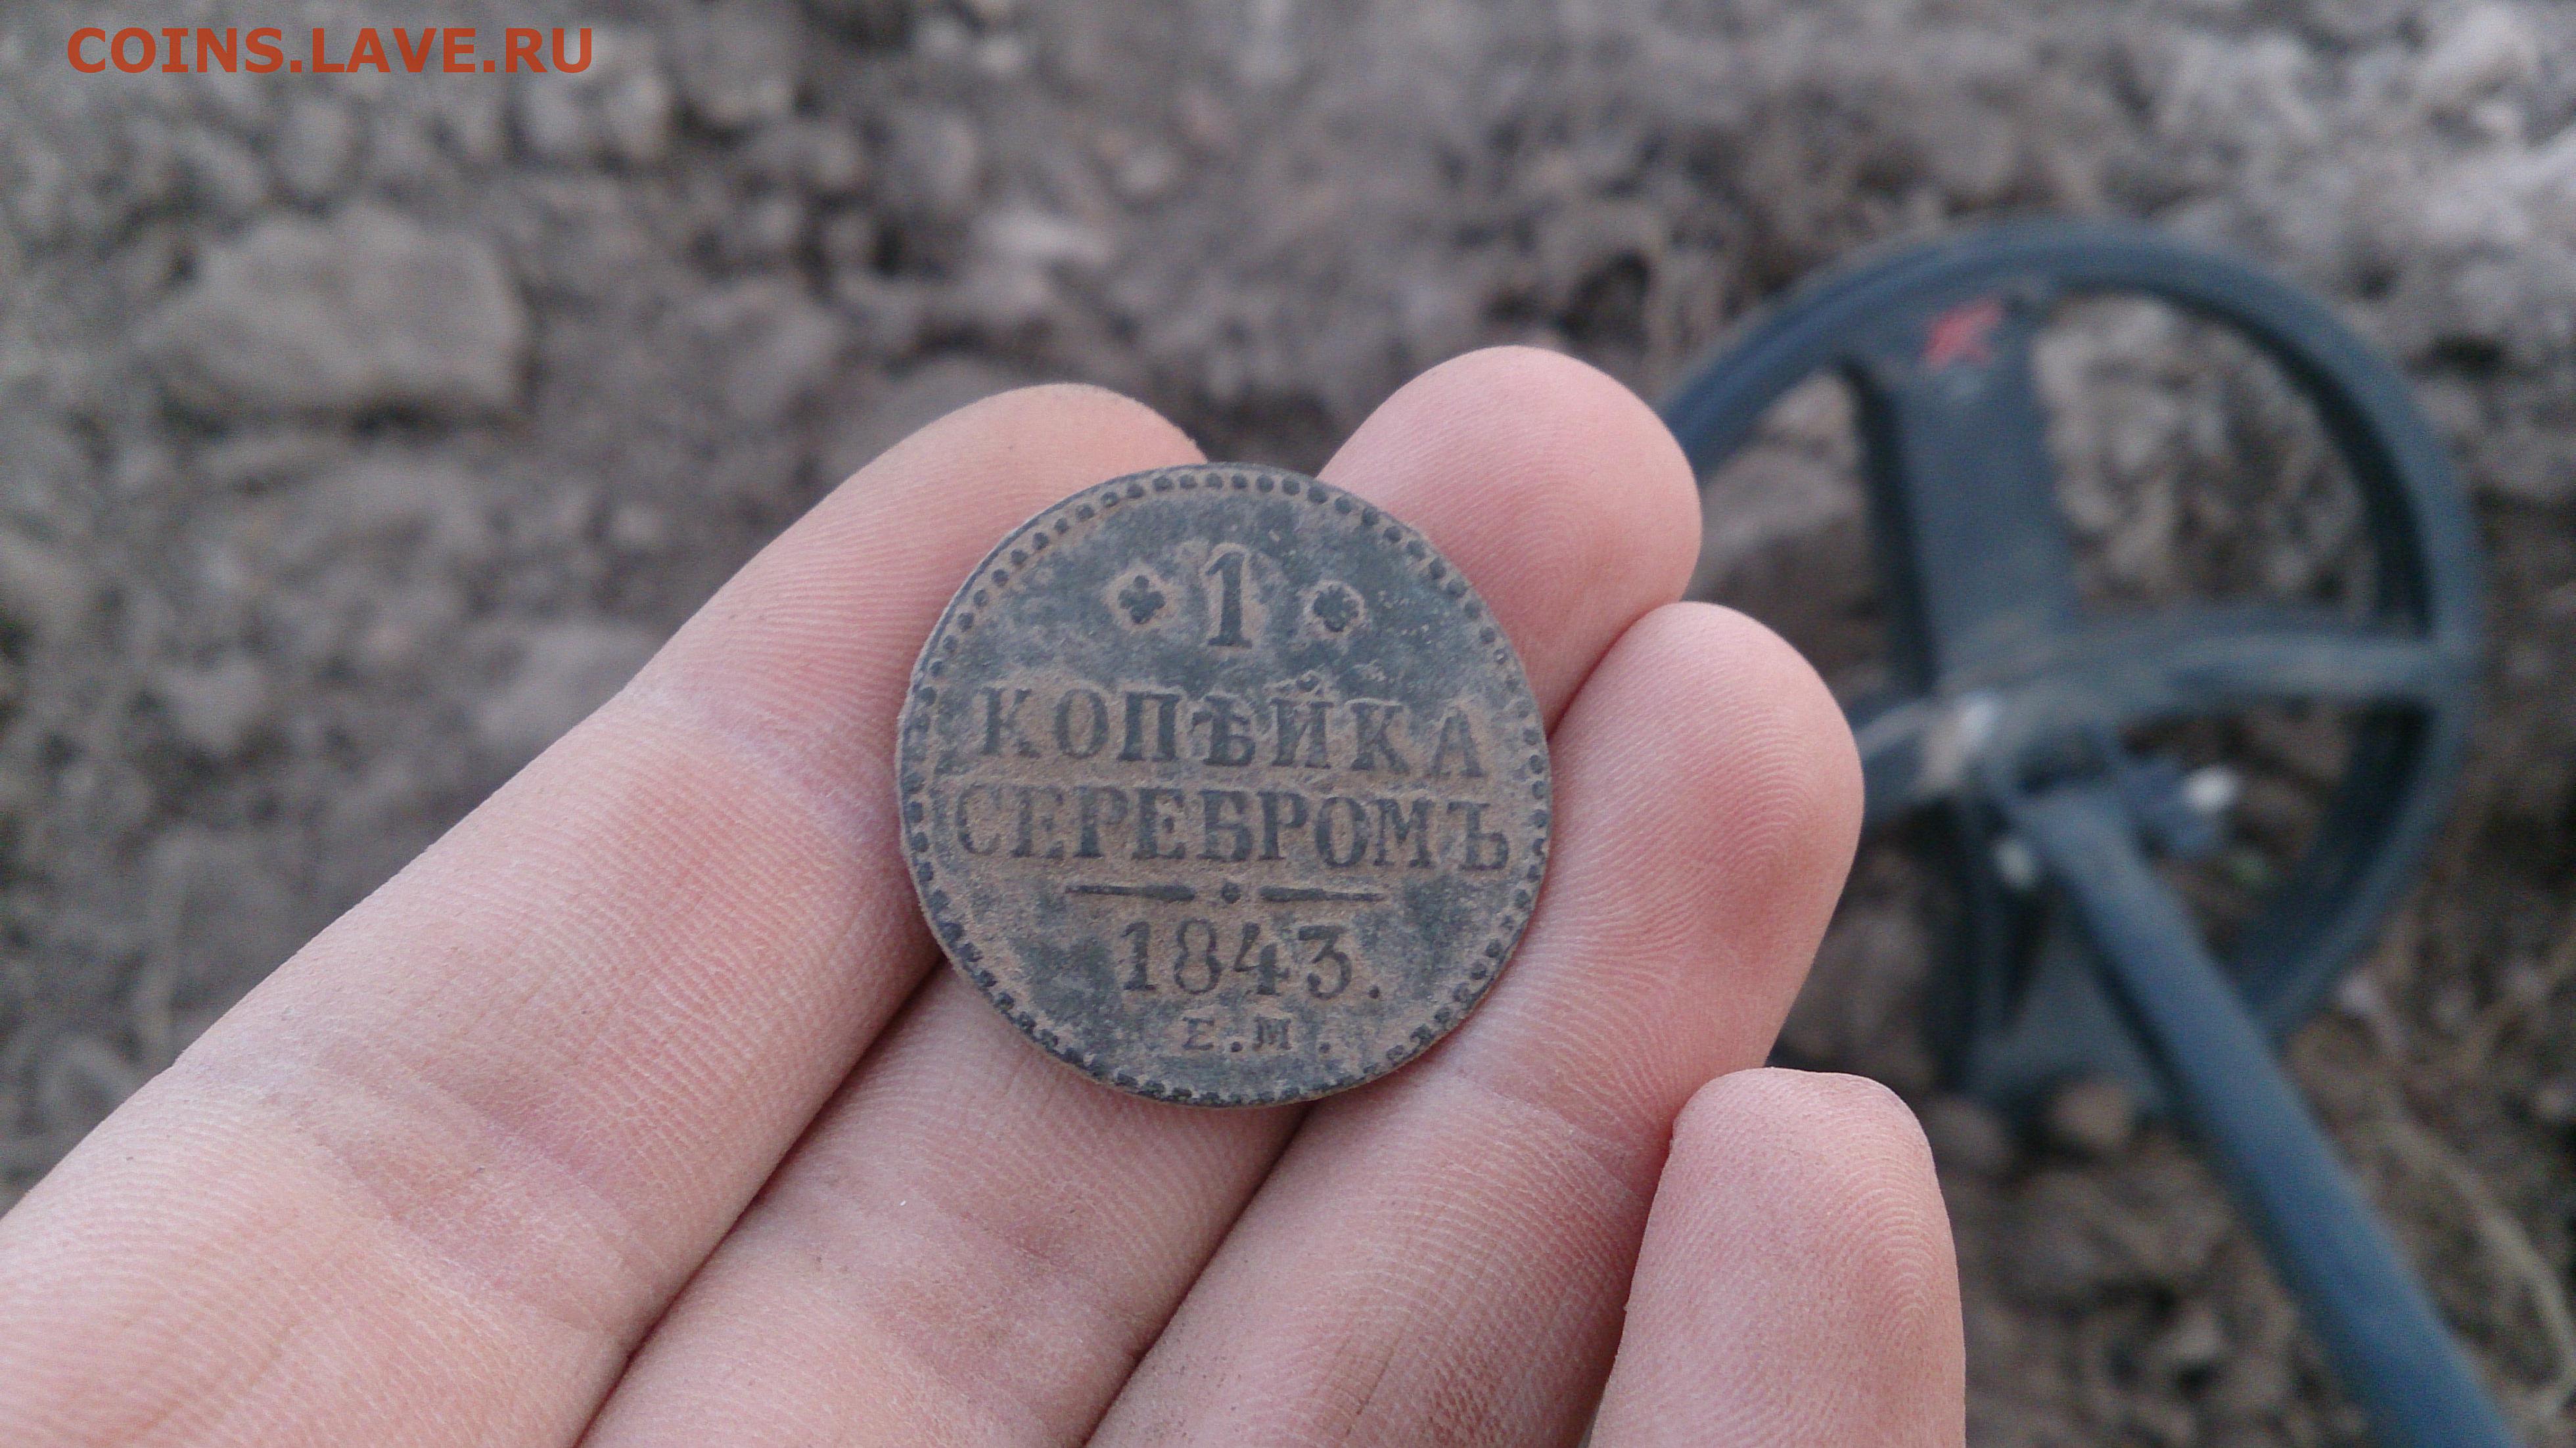 COINS.LAVE.RU
1
КОПѢЙКА
СЕРЕБРОМЪ
1843.
Е.М.